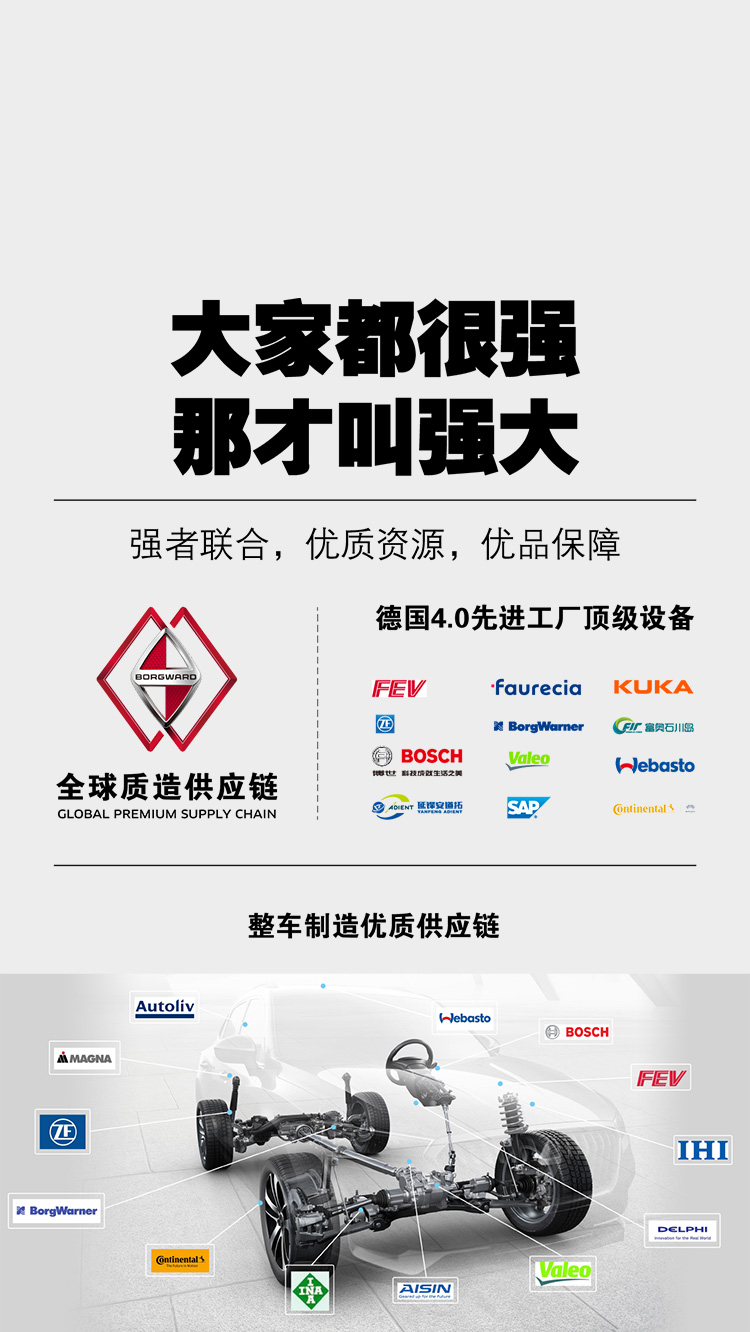 大家都很强
那才叫强大
强者联合，优质资源，优品保障
BORGWARD
全球质造供应链
GLOBAL PREMIUM SUPPLY CHAIN
德国4.0先进工厂顶级设备
FEV
faurecia
KUKA
ZF
BorgWarner
FIR 富奥石川岛
BOSCH
博世 科技成就生活之美
Valeo
Webasto
ADIENT 延锋安道拓
YANFENG ADIENT
SAP
Continental
整车制造优质供应链
Autoliv
Webasto
BOSCH
MAGNA
FEV
ZF
IHI
BorgWarner
DELPHI
Innovation for the Real World
Continental
The Future in Motion
INA
AISIN
Geared up for the future
Valeo